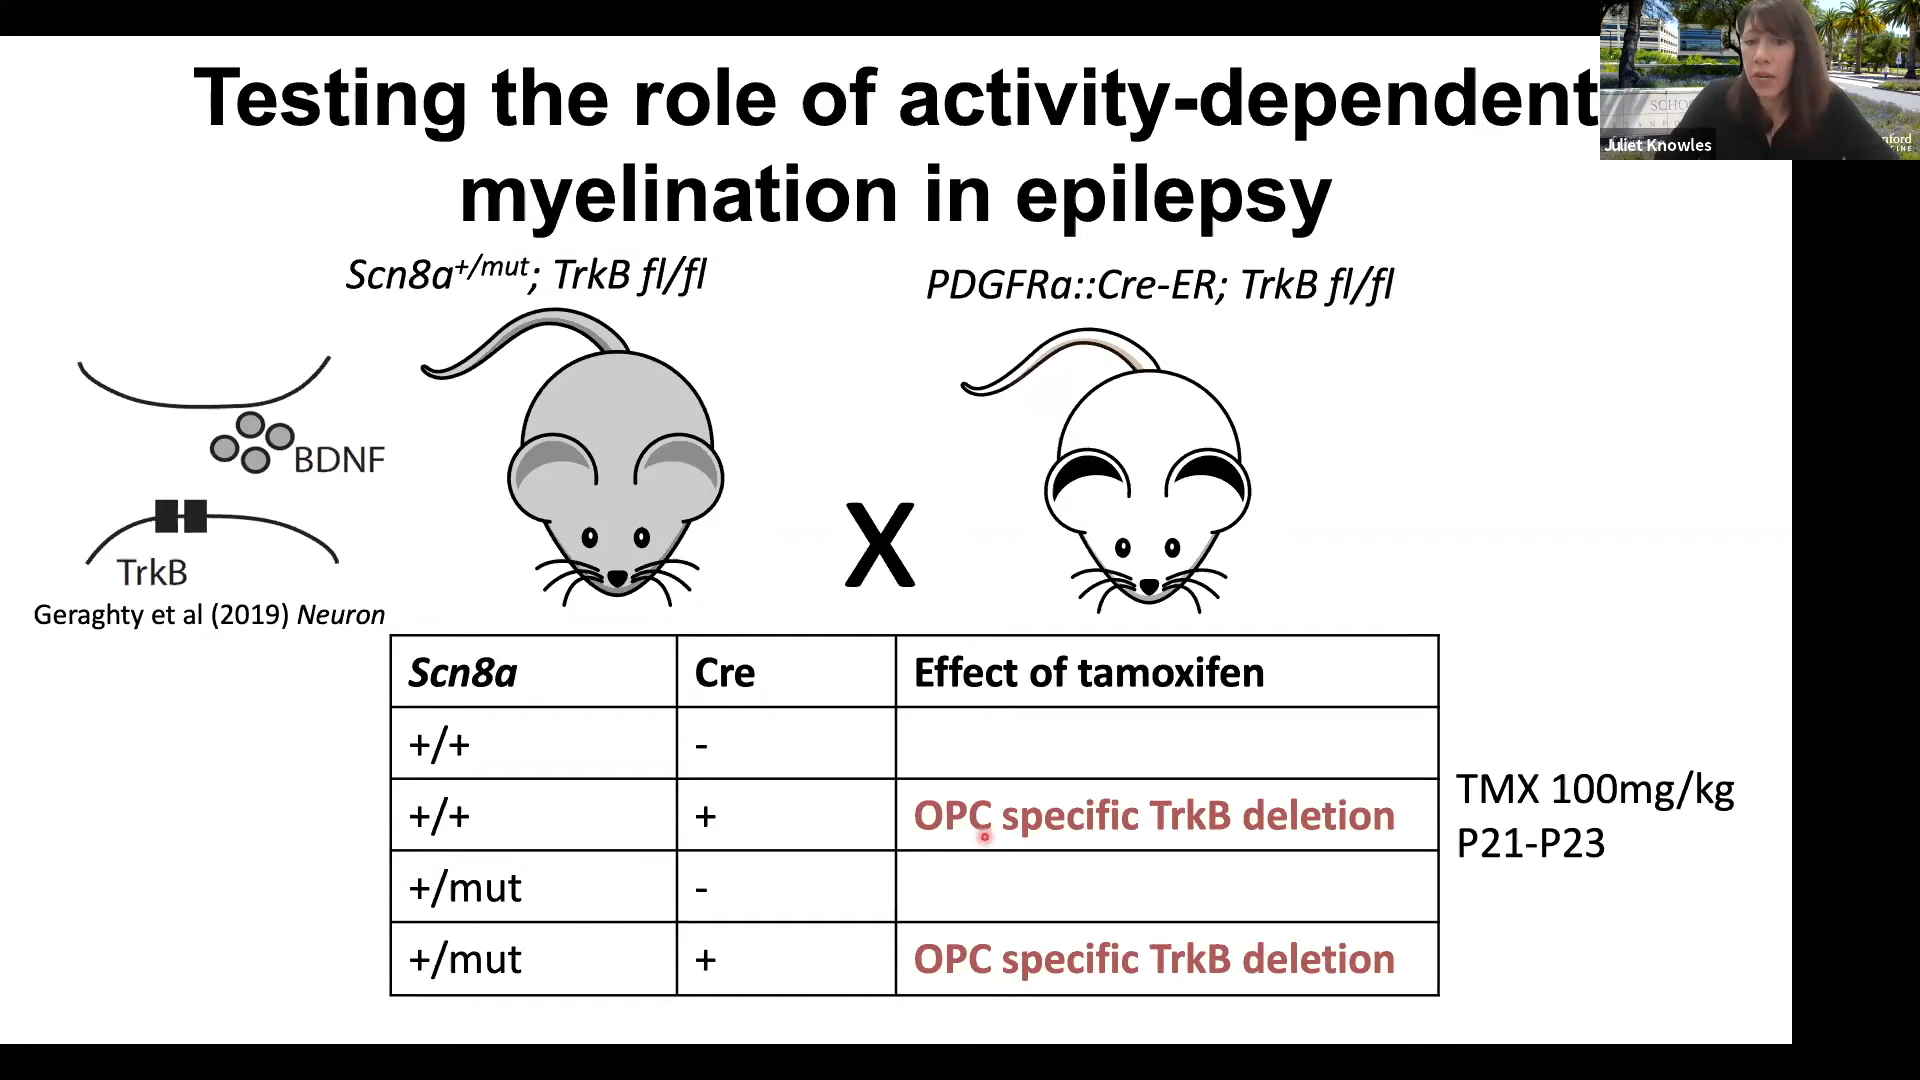 Testing the role of activity-dependent
myelination in epilepsy
Juliet Knowles
Scn8a+/mut; TrkB fl/fl
PDGFRa::Cre-ER; TrkB fl/fl
BDNF
TrkB
Geraghty et al (2019) Neuron
X
Scn8a Cre Effect of tamoxifen
+/+ -
+/+ + OPC specific TrkB deletion
+/mut -
+/mut + OPC specific TrkB deletion
TMX 100mg/kg
P21-P23